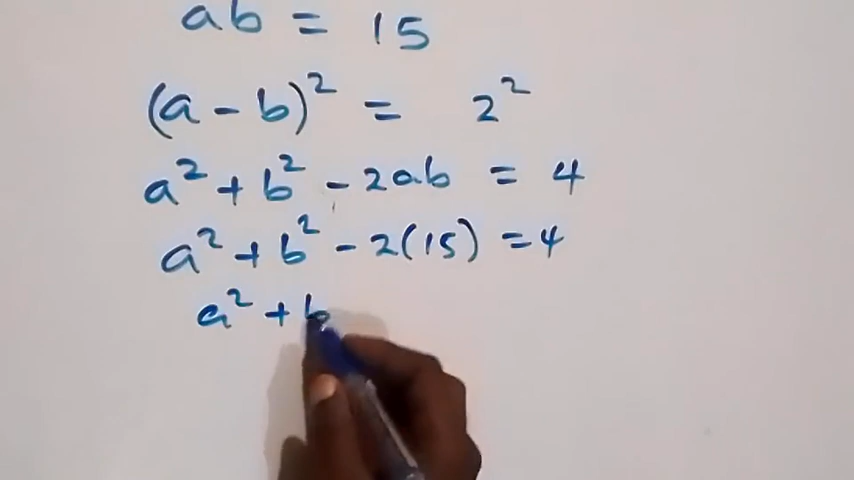 ab = 15
(a - b)² = 2²
a² + b² - 2ab = 4
a² + b² - 2(15) = 4
a² + b